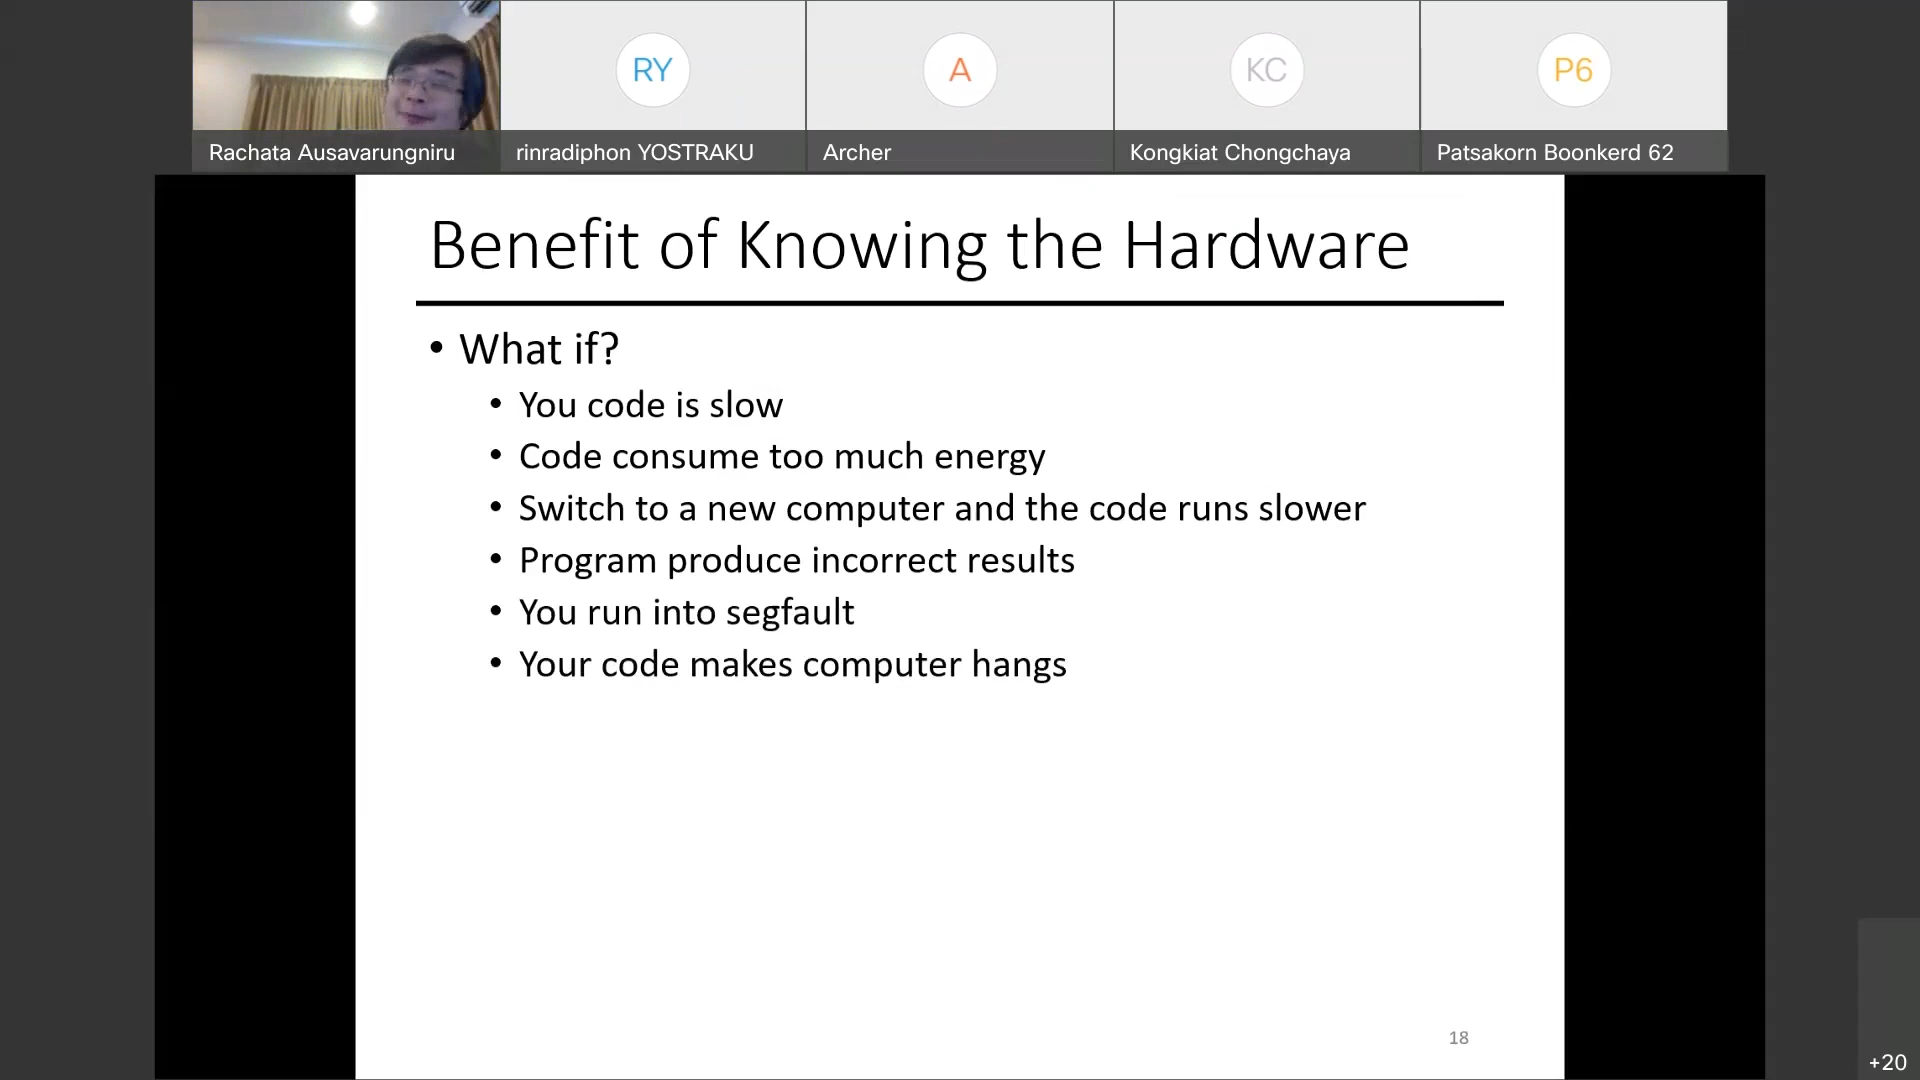 RY
A
KC
P6
Rachata Ausavarungniru
rinradiphon YOSTRAKU
Archer
Kongkiat Chongchaya
Patsakorn Boonkerd 62
Benefit of Knowing the Hardware
• What if?
• You code is slow
• Code consume too much energy
• Switch to a new computer and the code runs slower
• Program produce incorrect results
• You run into segfault
• Your code makes computer hangs
18
+20